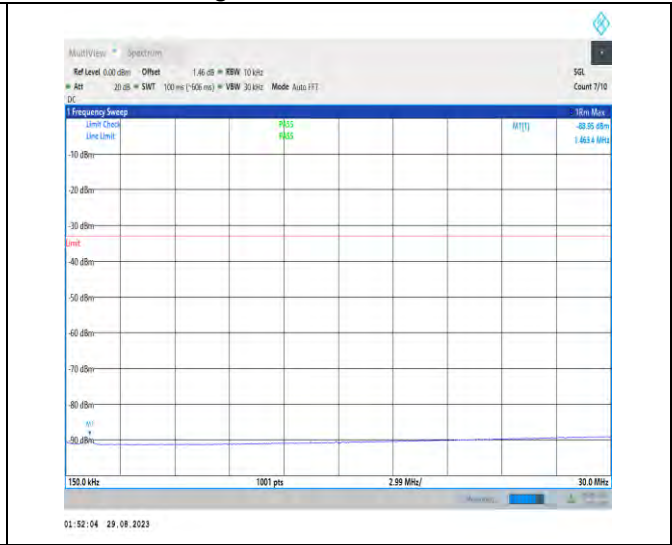 MultiView Spectrum
Ref Level 0.00 dBm Offset 1.46 dB RBW 10 kHz SGL
Att 20 dB SWT 100 ms (~606 ms) VBW 30 kHz Mode Auto FFT Count 7/10
DC
1 Frequency Sweep 1Rm Max
Limit Check PASS M1[1] -88.95 dBm
Line Limit PASS 1.4634 MHz
-10 dBm
-20 dBm
-30 dBm
Limit
-40 dBm
-50 dBm
-60 dBm
-70 dBm
-80 dBm
M1
-90 dBm
150.0 kHz 1001 pts 2.99 MHz/ 30.0 MHz
01:52:04 29.08.2023